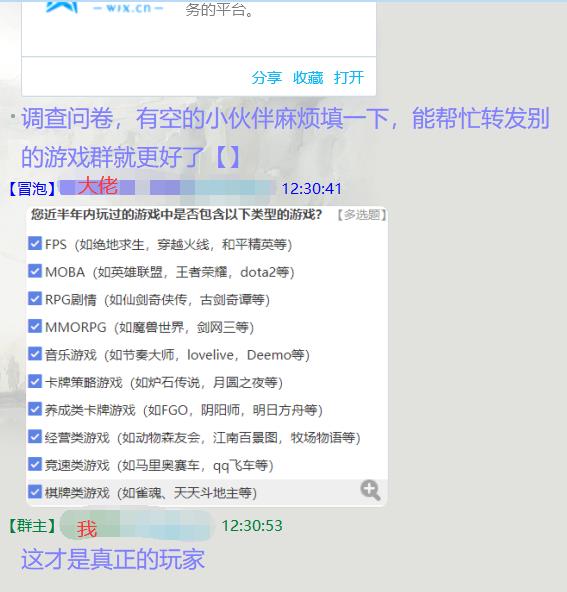 wix.cn
务的平台。
分享 收藏 打开
调查问卷，有空的小伙伴麻烦填一下，能帮忙转发别
的游戏群就更好了【】
【冒泡】大佬 12:30:41
您近半年内玩过的游戏中是否包含以下类型的游戏？ 【多选题】
FPS（如绝地求生，穿越火线，和平精英等）
MOBA（如英雄联盟，王者荣耀，dota2等）
RPG剧情（如仙剑奇侠传，古剑奇谭等）
MMORPG（如魔兽世界，剑网三等）
音乐游戏（如节奏大师，lovelive，Deemo等）
卡牌策略游戏（如炉石传说，月圆之夜等）
养成类卡牌游戏（如FGO，阴阳师，明日方舟等）
经营类游戏（如动物森友会，江南百景图，牧场物语等）
竞速类游戏（如马里奥赛车，qq飞车等）
棋牌类游戏（如雀魂、天天斗地主等）
【群主】我 12:30:53
这才是真正的玩家